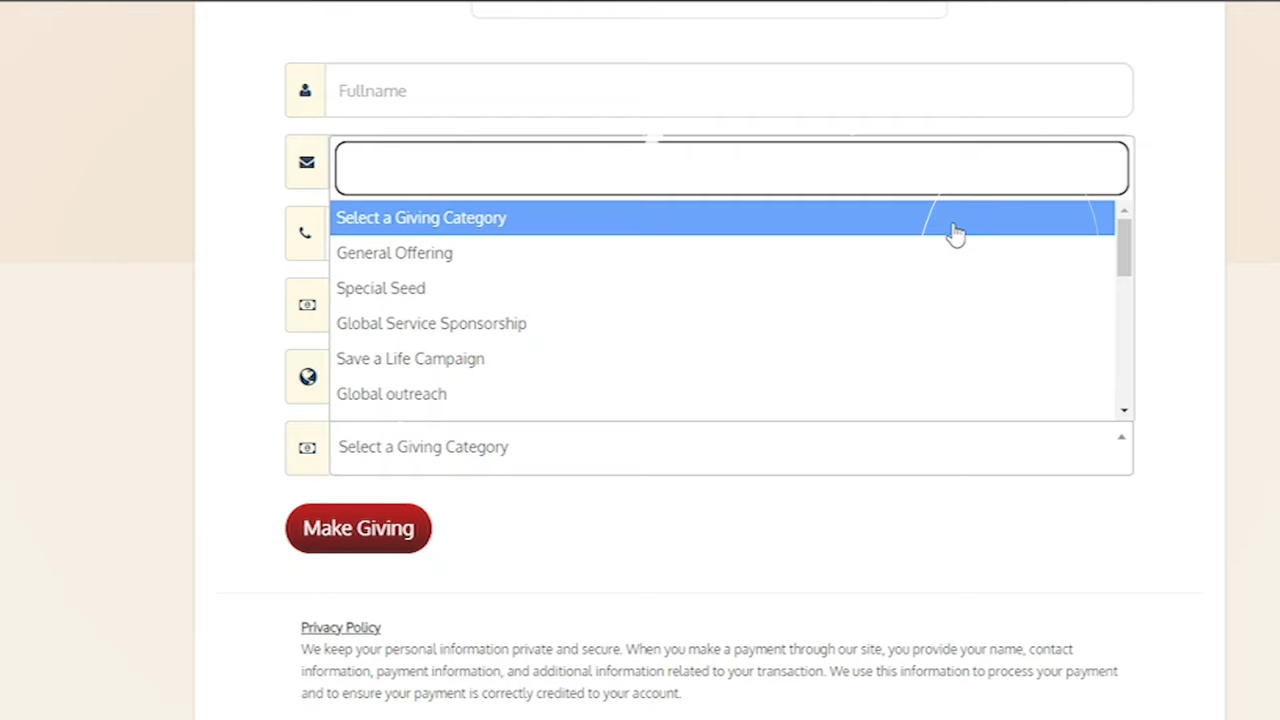 Fullname
Select a Giving Category
General Offering
Special Seed
Global Service Sponsorship
Save a Life Campaign
Global outreach
Select a Giving Category
Make Giving
Privacy Policy
We keep your personal information private and secure. When you make a payment through our site, you provide your name, contact
information, payment information, and additional information related to your transaction. We use this information to process your payment
and to ensure your payment is correctly credited to your account.